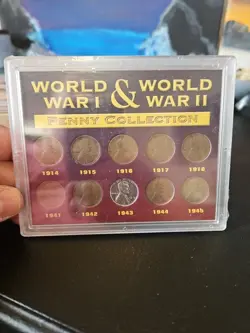 WORLD & WORLD
WAR I WAR II
PENNY COLLECTION
1914 1915 1916 1917 1918
1941 1942 1943 1944 1945